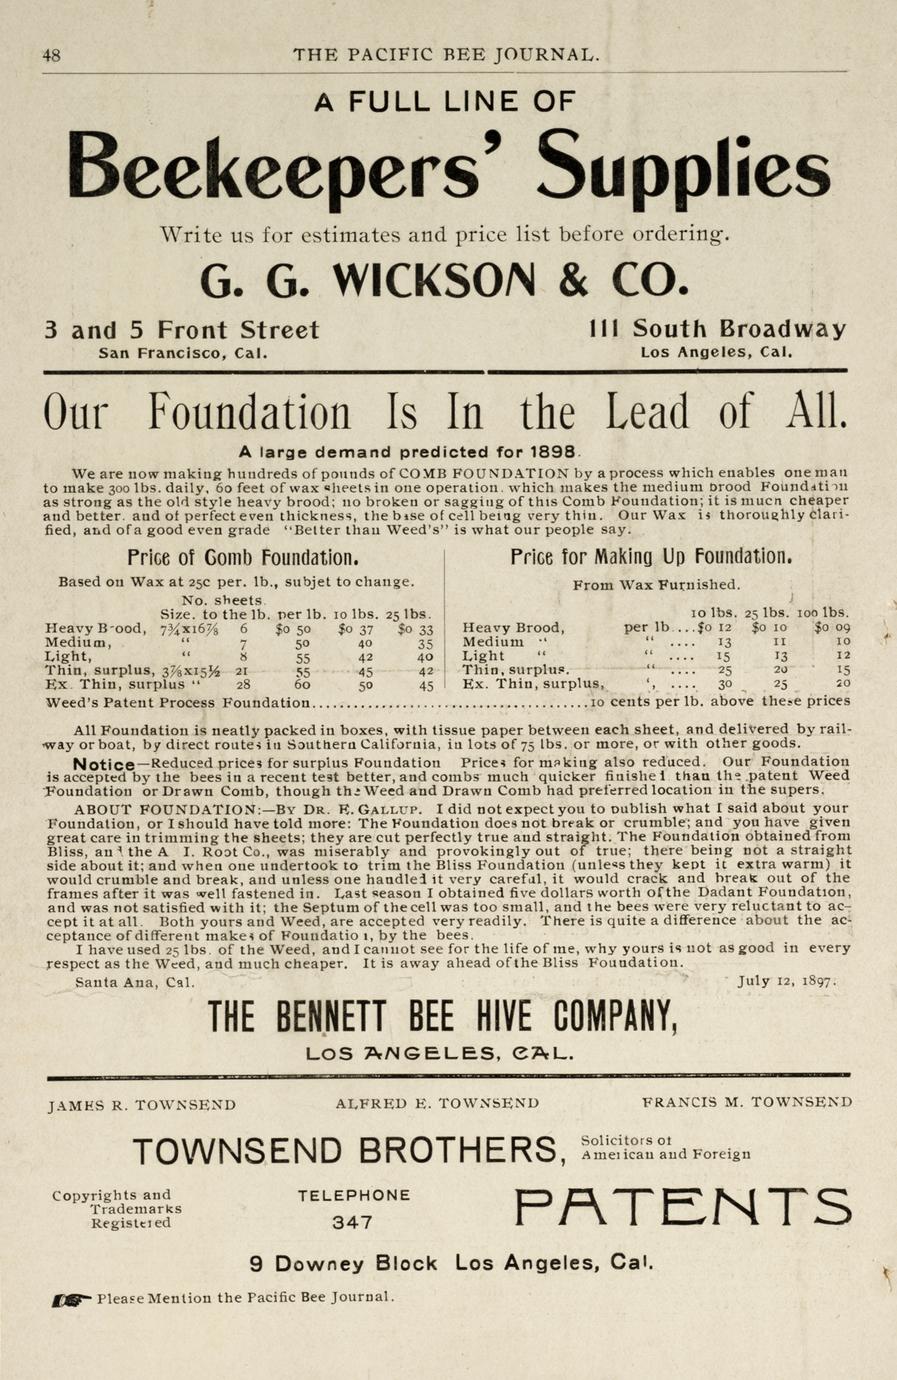 48
THE PACIFIC BEE JOURNAL.
A FULL LINE OF
Beekeepers' Supplies
Write us for estimates and price list before ordering.
G. G. WICKSON & CO.
3 and 5 Front Street
San Francisco, Cal.
111 South Broadway
Los Angeles, Cal.
Our Foundation Is In the Lead of All.
A large demand predicted for 1898.
We are now making hundreds of pounds of COMB FOUNDATION by a process which enables one man
to make 300 lbs. daily, 60 feet of wax sheets in one operation. which makes the medium brood Foundation
as strong as the old style heavy brood; no broken or sagging of this Comb Foundation; it is much cheaper
and better. and of perfect even thickness, the base of cell being very thin. Our Wax is thoroughly clari-
fied, and of a good even grade "Better than Weed's" is what our people say.
Price of Comb Foundation.
Based on Wax at 25c per. lb., subjet to change.
No. sheets
Size. to the lb. per lb. 10 lbs. 25 lbs.
Heavy B-ood, 7¾x16⅞ 6 $0 50 $0 37 $0 33
Medium, " 7 50 40 35
Light, " 8 55 42 40
Thin, surplus, 3⅞x15½ 21 55 45 42
Ex. Thin, surplus " 28 60 50 45
Price for Making Up Foundation.
From Wax Furnished.
10 lbs. 25 lbs. 100 lbs.
Heavy Brood, per lb....$0 12 $0 10 $0 09
Medium " " .... 13 11 10
Light " " .... 15 13 12
Thin, surplus. " .... 25 20 15
Ex. Thin, surplus, ", .... 30 25 20
Weed's Patent Process Foundation.......................................10 cents per lb. above these prices
All Foundation is neatly packed in boxes, with tissue paper between each sheet, and delivered by rail-
way or boat, by direct routes in Southern California, in lots of 75 lbs. or more, or with other goods.
Notice—Reduced prices for surplus Foundation Prices for making also reduced. Our Foundation
is accepted by the bees in a recent test better, and combs much quicker finished than the patent Weed
Foundation or Drawn Comb, though the Weed and Drawn Comb had preferred location in the supers.
ABOUT FOUNDATION:—BY DR. E. GALLUP. I did not expect you to publish what I said about your
Foundation, or I should have told more: The Foundation does not break or crumble; and you have given
great care in trimming the sheets; they are cut perfectly true and straight. The Foundation obtained from
Bliss, and the A I. Root Co., was miserably and provokingly out of true; there being not a straight
side about it; and when one undertook to trim the Bliss Foundation (unless they kept it extra warm) it
would crumble and break, and unless one handled it very careful, it would crack and break out of the
frames after it was well fastened in. Last season I obtained five dollars worth of the Dadant Foundation,
and was not satisfied with it; the Septum of the cell was too small, and the bees were very reluctant to ac-
cept it at all. Both yours and Weed, are accepted very readily. There is quite a difference about the ac-
ceptance of different makes of Foundation, by the bees.
I have used 25 lbs. of the Weed, and I cannot see for the life of me, why yours is not as good in every
respect as the Weed, and much cheaper. It is away ahead of the Bliss Foundation.
Santa Ana, Cal. July 12, 1897.
THE BENNETT BEE HIVE COMPANY,
LOS ANGELES, CAL.
JAMES R. TOWNSEND ALFRED E. TOWNSEND FRANCIS M. TOWNSEND
TOWNSEND BROTHERS,
Solicitors of
American and Foreign
Copyrights and
Trademarks
Registered
TELEPHONE
347
PATENTS
9 Downey Block Los Angeles, Cal.
Please Mention the Pacific Bee Journal.